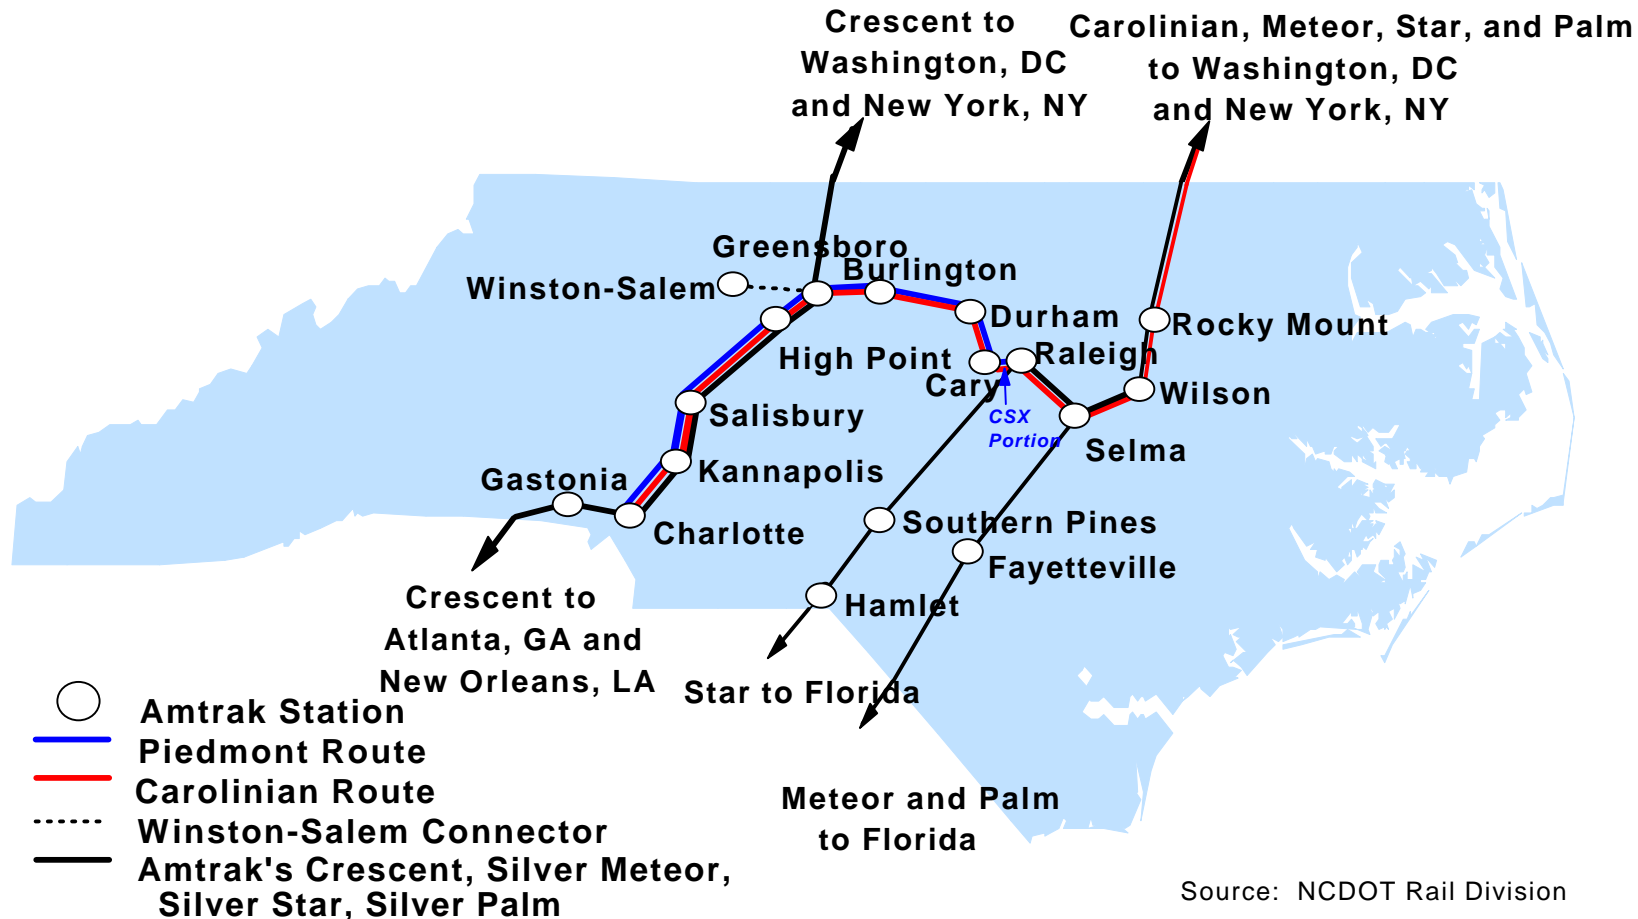 Crescent to
Washington, DC
and New York, NY
Carolinian, Meteor, Star, and Palm
to Washington, DC
and New York, NY
Greensboro
Burlington
Winston-Salem
Durham
Rocky Mount
High Point
Raleigh
Cary
Wilson
CSX
Portion
Salisbury
Selma
Kannapolis
Gastonia
Charlotte
Southern Pines
Fayetteville
Hamlet
Crescent to
Atlanta, GA and
New Orleans, LA
Star to Florida
Meteor and Palm
to Florida
Amtrak Station
Piedmont Route
Carolinian Route
Winston-Salem Connector
Amtrak's Crescent, Silver Meteor,
Silver Star, Silver Palm
Source: NCDOT Rail Division